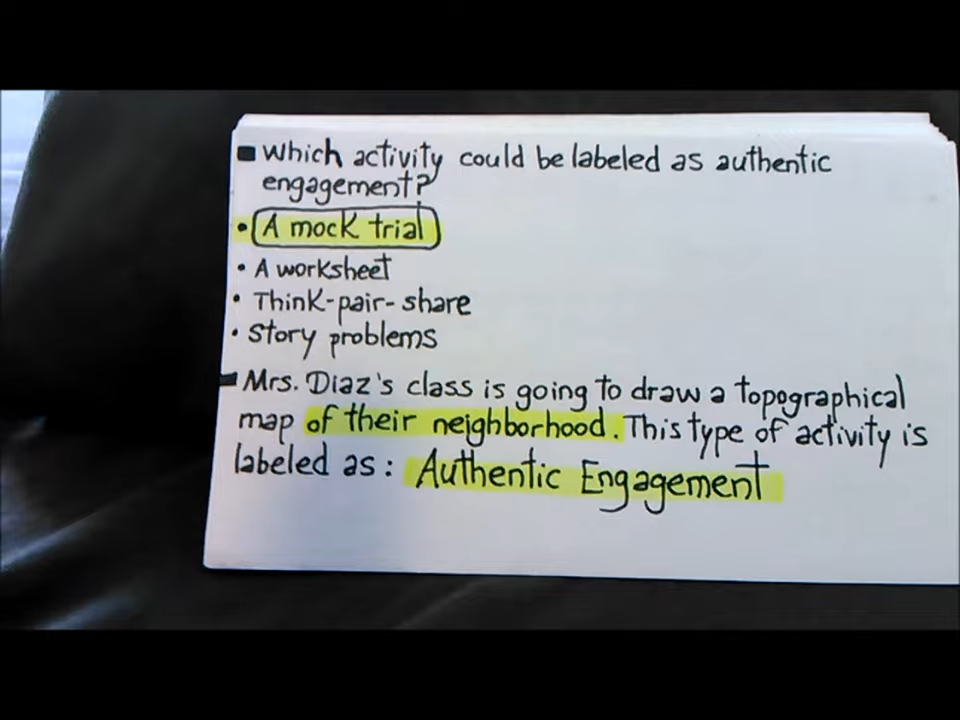 ■ Which activity could be labeled as authentic
engagement?
• A mock trial
• A worksheet
• Think-pair-share
• Story problems
■ Mrs. Diaz's class is going to draw a topographical
map of their neighborhood. This type of activity is
labeled as: Authentic Engagement